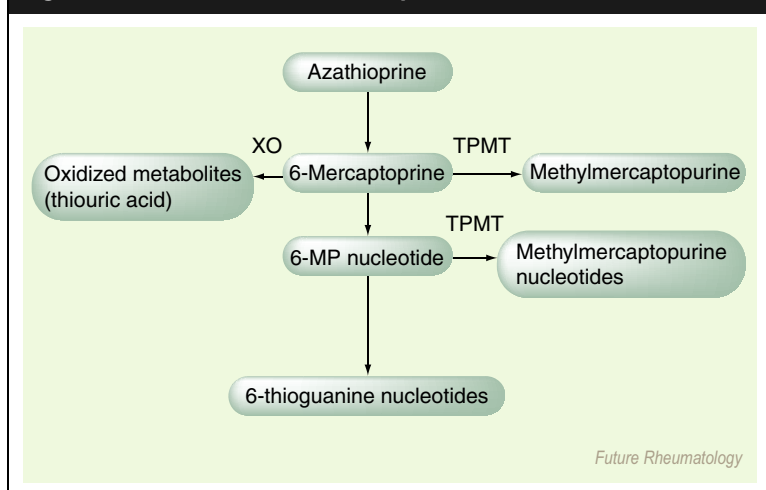 Azathioprine
XO
TPMT
Oxidized metabolites
(thiouric acid)
6-Mercaptoprine
Methylmercaptopurine
TPMT
6-MP nucleotide
Methylmercaptopurine
nucleotides
6-thioguanine nucleotides
Future Rheumatology